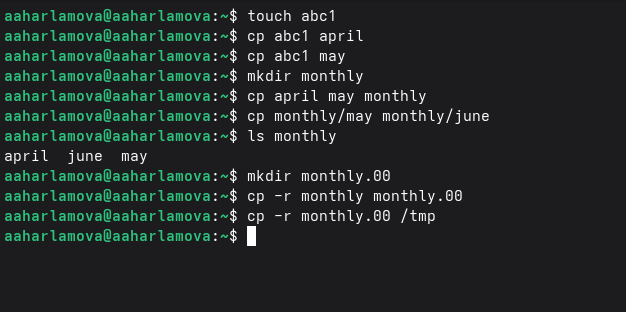 aaharlamova@aaharlamova:~$ touch abc1
aaharlamova@aaharlamova:~$ cp abc1 april
aaharlamova@aaharlamova:~$ cp abc1 may
aaharlamova@aaharlamova:~$ mkdir monthly
aaharlamova@aaharlamova:~$ cp april may monthly
aaharlamova@aaharlamova:~$ cp monthly/may monthly/june
aaharlamova@aaharlamova:~$ ls monthly
april  june  may
aaharlamova@aaharlamova:~$ mkdir monthly.00
aaharlamova@aaharlamova:~$ cp -r monthly monthly.00
aaharlamova@aaharlamova:~$ cp -r monthly.00 /tmp
aaharlamova@aaharlamova:~$